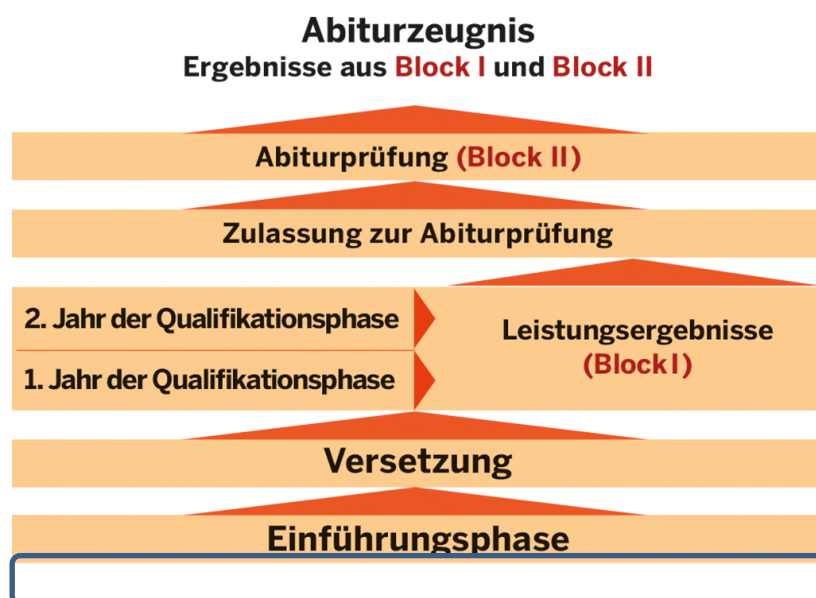 Abiturzeugnis
Ergebnisse aus Block I und Block II
Abiturprüfung (Block II)
Zulassung zur Abiturprüfung
2. Jahr der Qualifikationsphase
1. Jahr der Qualifikationsphase
Leistungsergebnisse
(Block I)
Versetzung
Einführungsphase